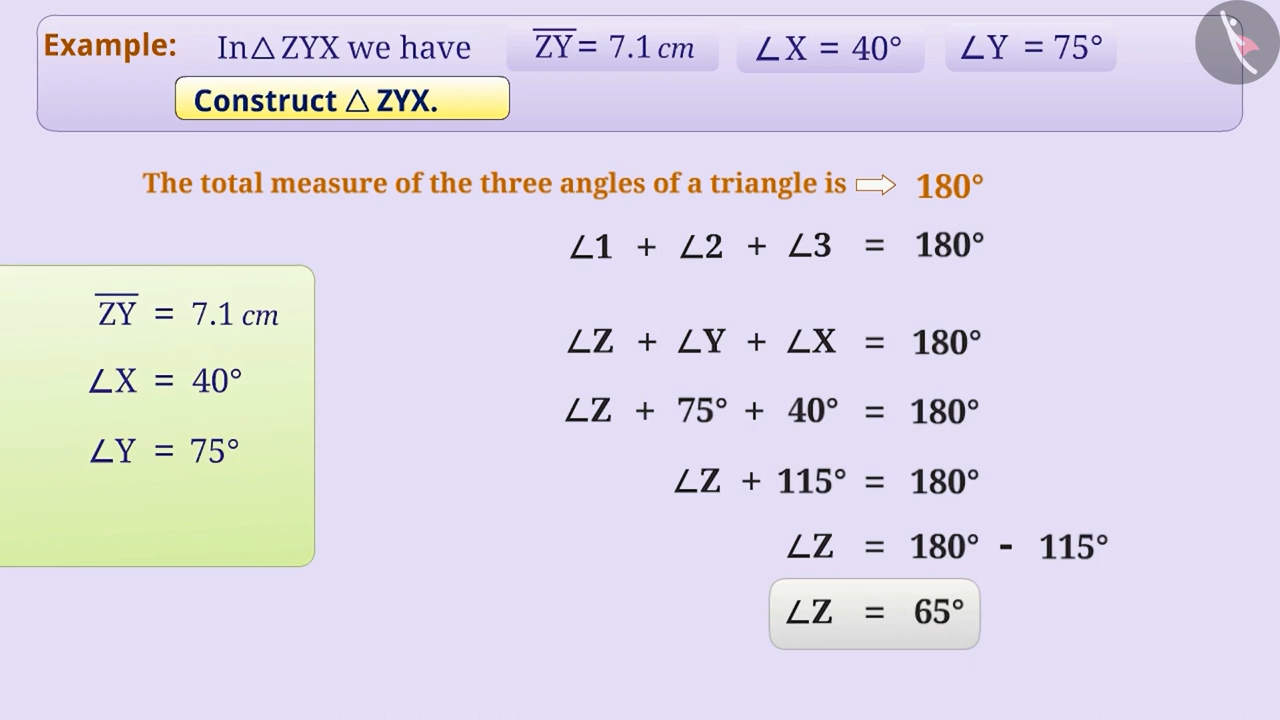 Example: In△ ZYX we have ZY = 7.1 cm ∠X = 40° ∠Y = 75°
Construct △ ZYX.
The total measure of the three angles of a triangle is ⇨ 180°
∠1 + ∠2 + ∠3 = 180°
ZY = 7.1 cm
∠X = 40°
∠Y = 75°
∠Z + ∠Y + ∠X = 180°
∠Z + 75° + 40° = 180°
∠Z + 115° = 180°
∠Z = 180° - 115°
∠Z = 65°